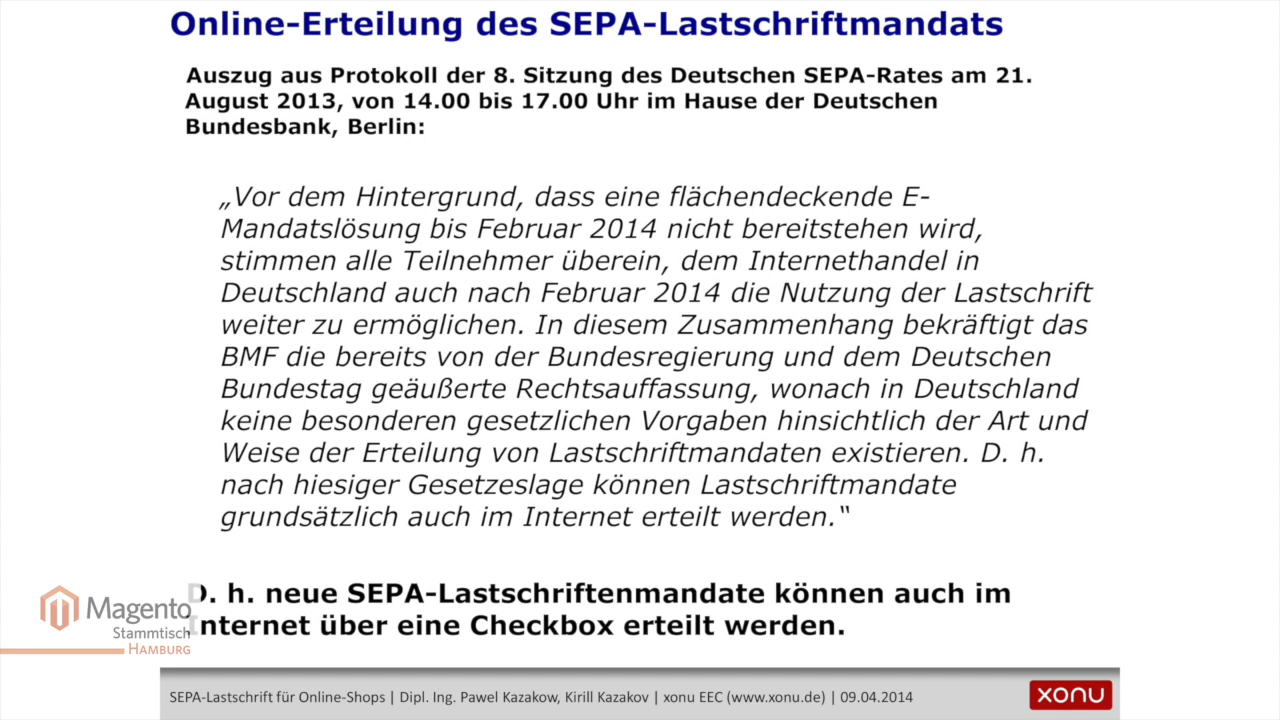 Online-Erteilung des SEPA-Lastschriftmandats
Auszug aus Protokoll der 8. Sitzung des Deutschen SEPA-Rates am 21.
August 2013, von 14.00 bis 17.00 Uhr im Hause der Deutschen
Bundesbank, Berlin:
„Vor dem Hintergrund, dass eine flächendeckende E-
Mandatslösung bis Februar 2014 nicht bereitstehen wird,
stimmen alle Teilnehmer überein, dem Internethandel in
Deutschland auch nach Februar 2014 die Nutzung der Lastschrift
weiter zu ermöglichen. In diesem Zusammenhang bekräftigt das
BMF die bereits von der Bundesregierung und dem Deutschen
Bundestag geäußerte Rechtsauffassung, wonach in Deutschland
keine besonderen gesetzlichen Vorgaben hinsichtlich der Art und
Weise der Erteilung von Lastschriftmandaten existieren. D. h.
nach hiesiger Gesetzeslage können Lastschriftmandate
grundsätzlich auch im Internet erteilt werden.“
D. h. neue SEPA-Lastschriftenmandate können auch im
Internet über eine Checkbox erteilt werden.
Magento
Stammtisch
HAMBURG
SEPA-Lastschrift für Online-Shops | Dipl. Ing. Pawel Kazakow, Kirill Kazakov | xonu EEC (www.xonu.de) | 09.04.2014
xonu